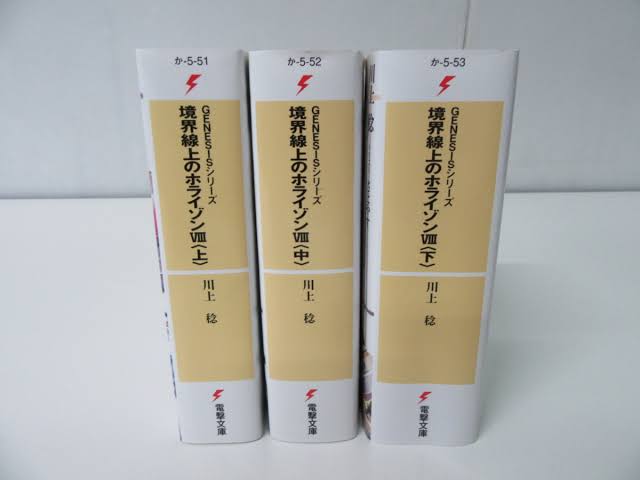 か-5-51
GENESISシリーズ
境界線上のホライゾンⅧ〈上〉
川上 稔
電撃文庫
か-5-52
GENESISシリーズ
境界線上のホライゾンⅧ〈中〉
川上 稔
電撃文庫
か-5-53
GENESISシリーズ
境界線上のホライゾンⅧ〈下〉
川上 稔
電撃文庫
川上 稔